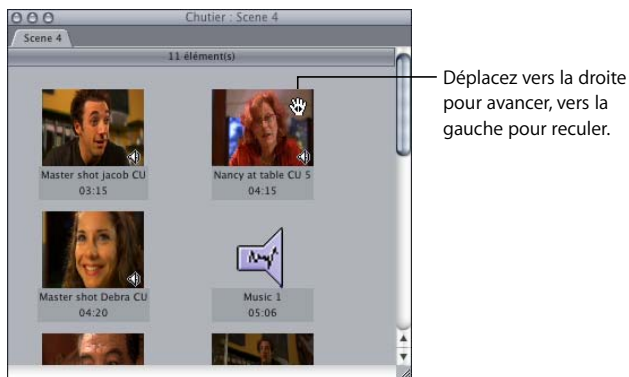 Chutier : Scene 4
Scene 4
11 élément(s)
Master shot jacob CU
03:15
Nancy at table CU 5
04:15
Master shot Debra CU
04:20
Music 1
05:06
Déplacez vers la droite
pour avancer, vers la
gauche pour reculer.